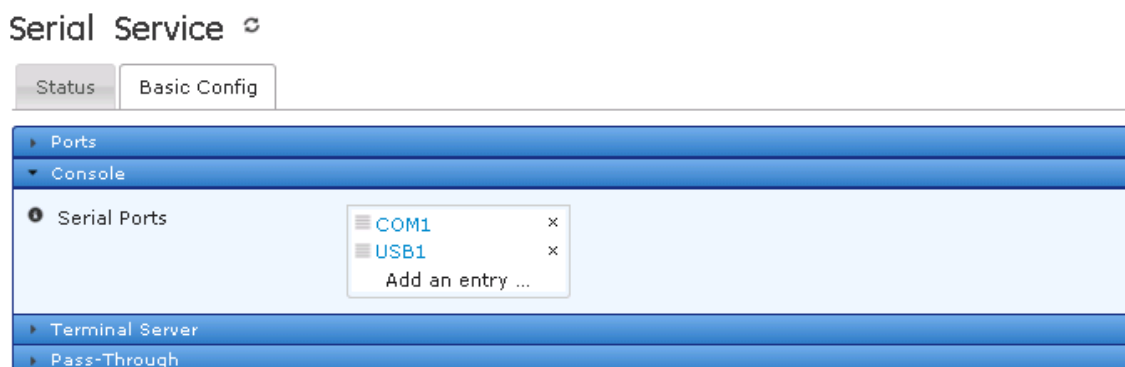 Serial Service
Status
Basic Config
Ports
Console
Serial Ports
COM1 ×
USB1 ×
Add an entry ...
Terminal Server
Pass-Through